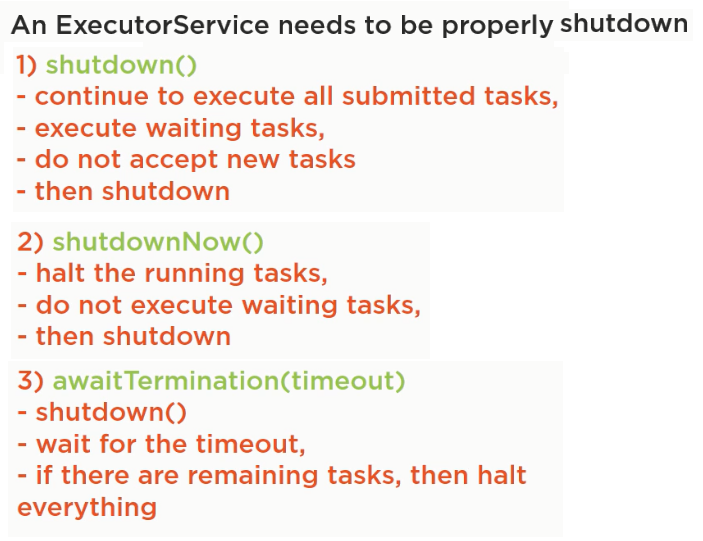 An ExecutorService needs to be properly shutdown
1) shutdown()
- continue to execute all submitted tasks,
- execute waiting tasks,
- do not accept new tasks
- then shutdown
2) shutdownNow()
- halt the running tasks,
- do not execute waiting tasks,
- then shutdown
3) awaitTermination(timeout)
- shutdown()
- wait for the timeout,
- if there are remaining tasks, then halt
everything